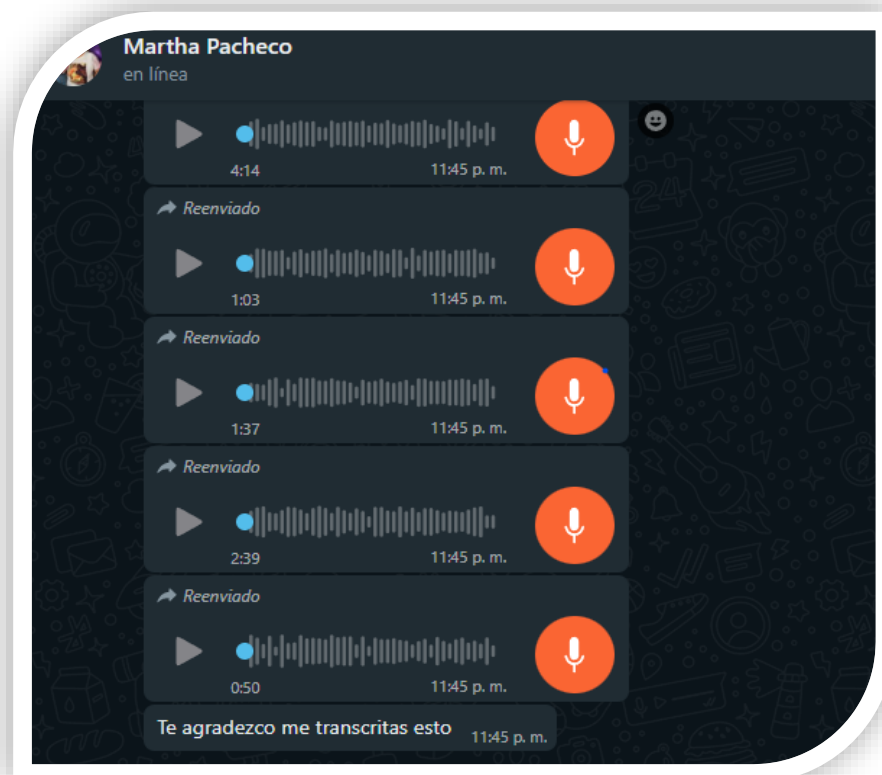 Martha Pacheco
en línea
4:14 11:45 p. m.
Reenviado
1:03 11:45 p. m.
Reenviado
1:37 11:45 p. m.
Reenviado
2:39 11:45 p. m.
Reenviado
0:50 11:45 p. m.
Te agradezco me transcritas esto 11:45 p. m.